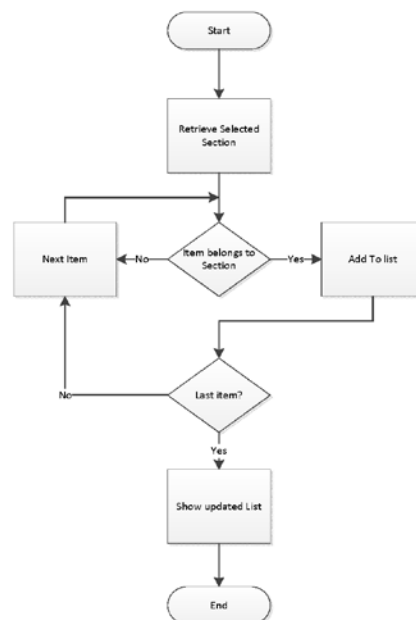 Start
Retrieve Selected
Section
Next Item
No
Item belongs to
Section
Yes
Add To list
Last item?
No
Yes
Show updated List
End